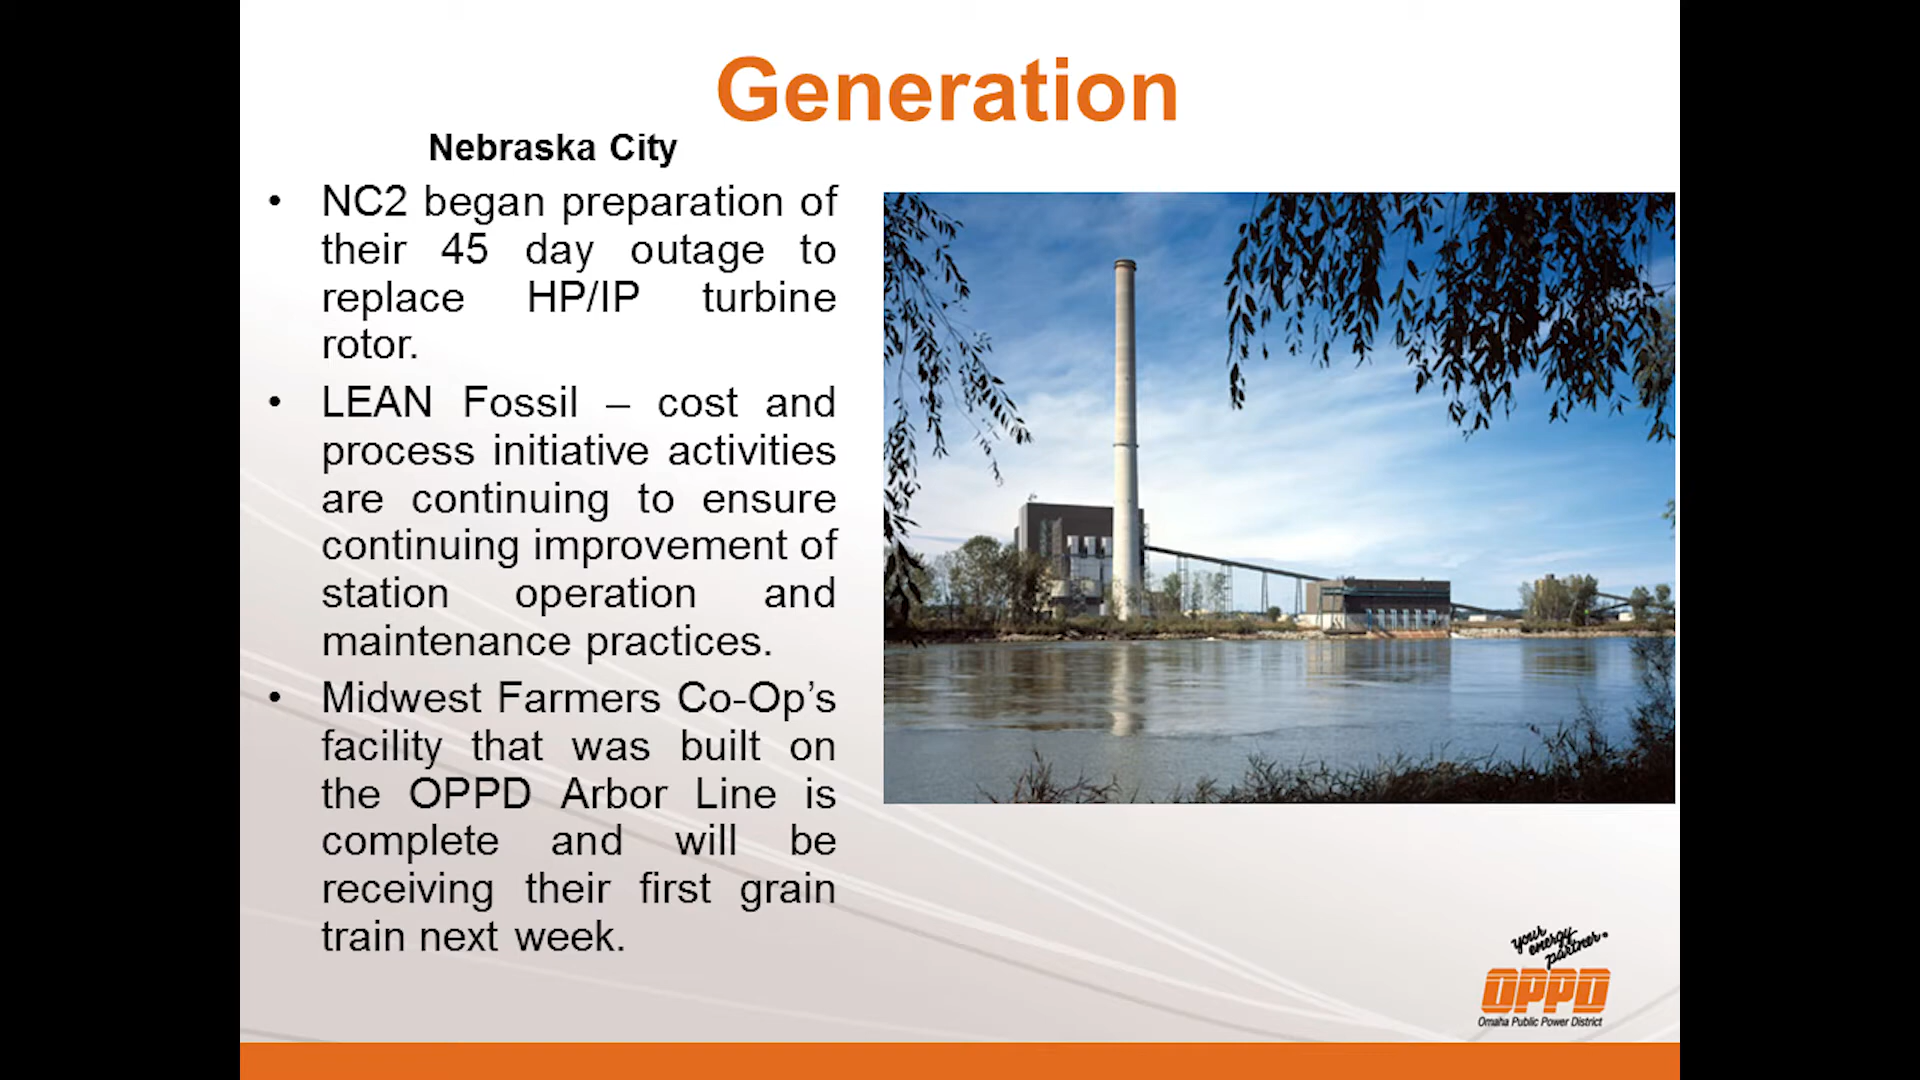 Generation
Nebraska City
• NC2 began preparation of
their 45 day outage to
replace HP/IP turbine
rotor.
• LEAN Fossil – cost and
process initiative activities
are continuing to ensure
continuing improvement of
station operation and
maintenance practices.
• Midwest Farmers Co-Op’s
facility that was built on
the OPPD Arbor Line is
complete and will be
receiving their first grain
train next week.
your
energy
partner
OPPD
Omaha Public Power District